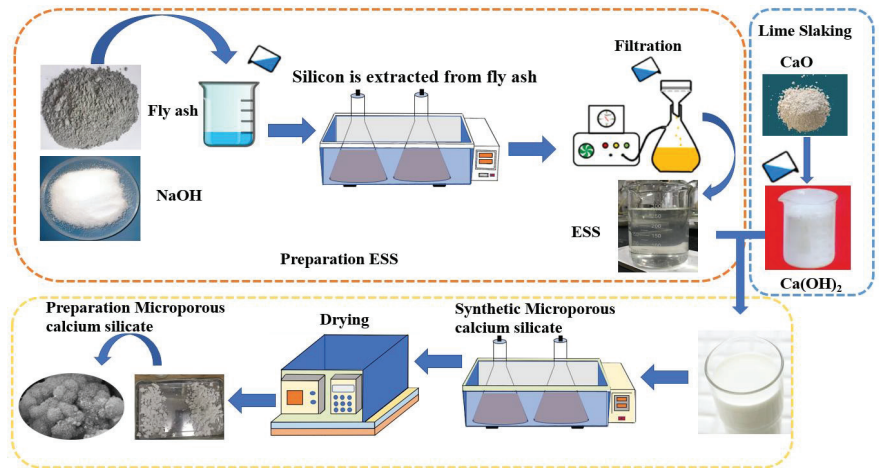 Filtration
Lime Slaking
CaO
Silicon is extracted from fly ash
Fly ash
NaOH
ESS
Preparation ESS
Ca(OH)₂
Preparation Microporous
calcium silicate
Drying
Synthetic Microporous
calcium silicate